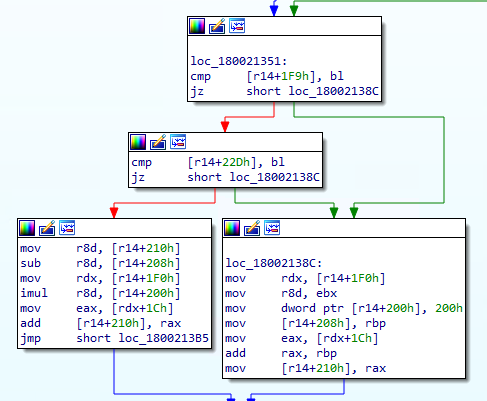 loc_180021351:
cmp     [r14+1F9h], bl
jz      short loc_18002138C
cmp     [r14+22Dh], bl
jz      short loc_18002138C
mov     r8d, [r14+210h]
sub     r8d, [r14+208h]
mov     rdx, [r14+1F0h]
imul    r8d, [r14+200h]
mov     eax, [rdx+1Ch]
add     [r14+210h], rax
jmp     short loc_1800213B5
loc_18002138C:
mov     rdx, [r14+1F0h]
mov     r8d, ebx
mov     dword ptr [r14+200h], 200h
mov     [r14+208h], rbp
mov     eax, [rdx+1Ch]
add     rax, rbp
mov     [r14+210h], rax